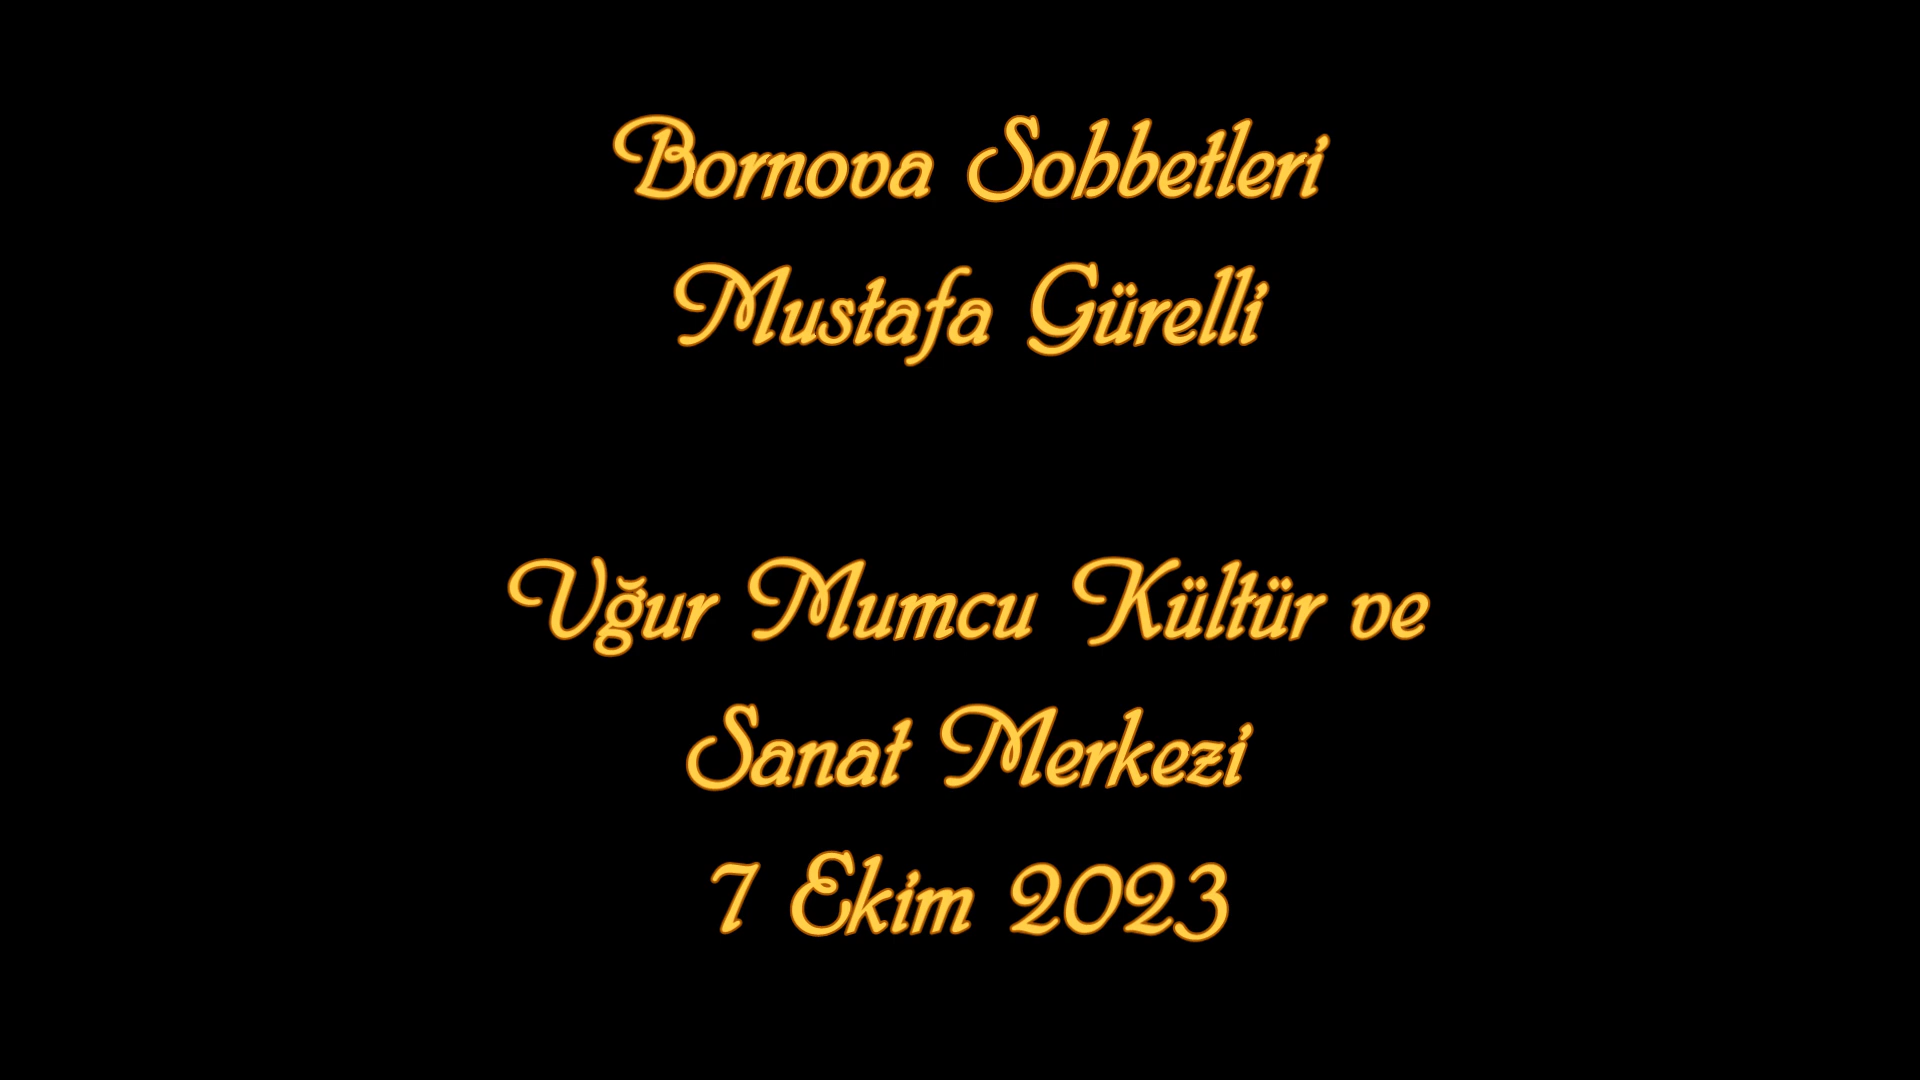 Bornova Sohbetleri
Mustafa Gürelli
Uğur Mumcu Kültür ve
Sanat Merkezi
7 Ekim 2023